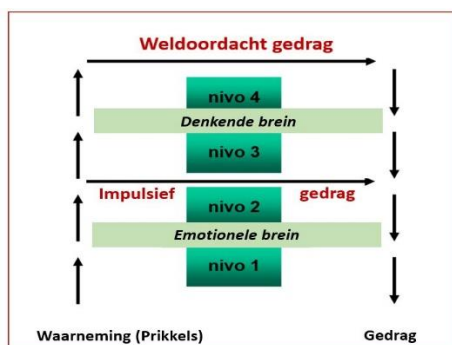 Weldoordacht gedrag
nivo 4
Denkende brein
nivo 3
Impulsief gedrag
nivo 2
Emotionele brein
nivo 1
Waarneming (Prikkels) Gedrag